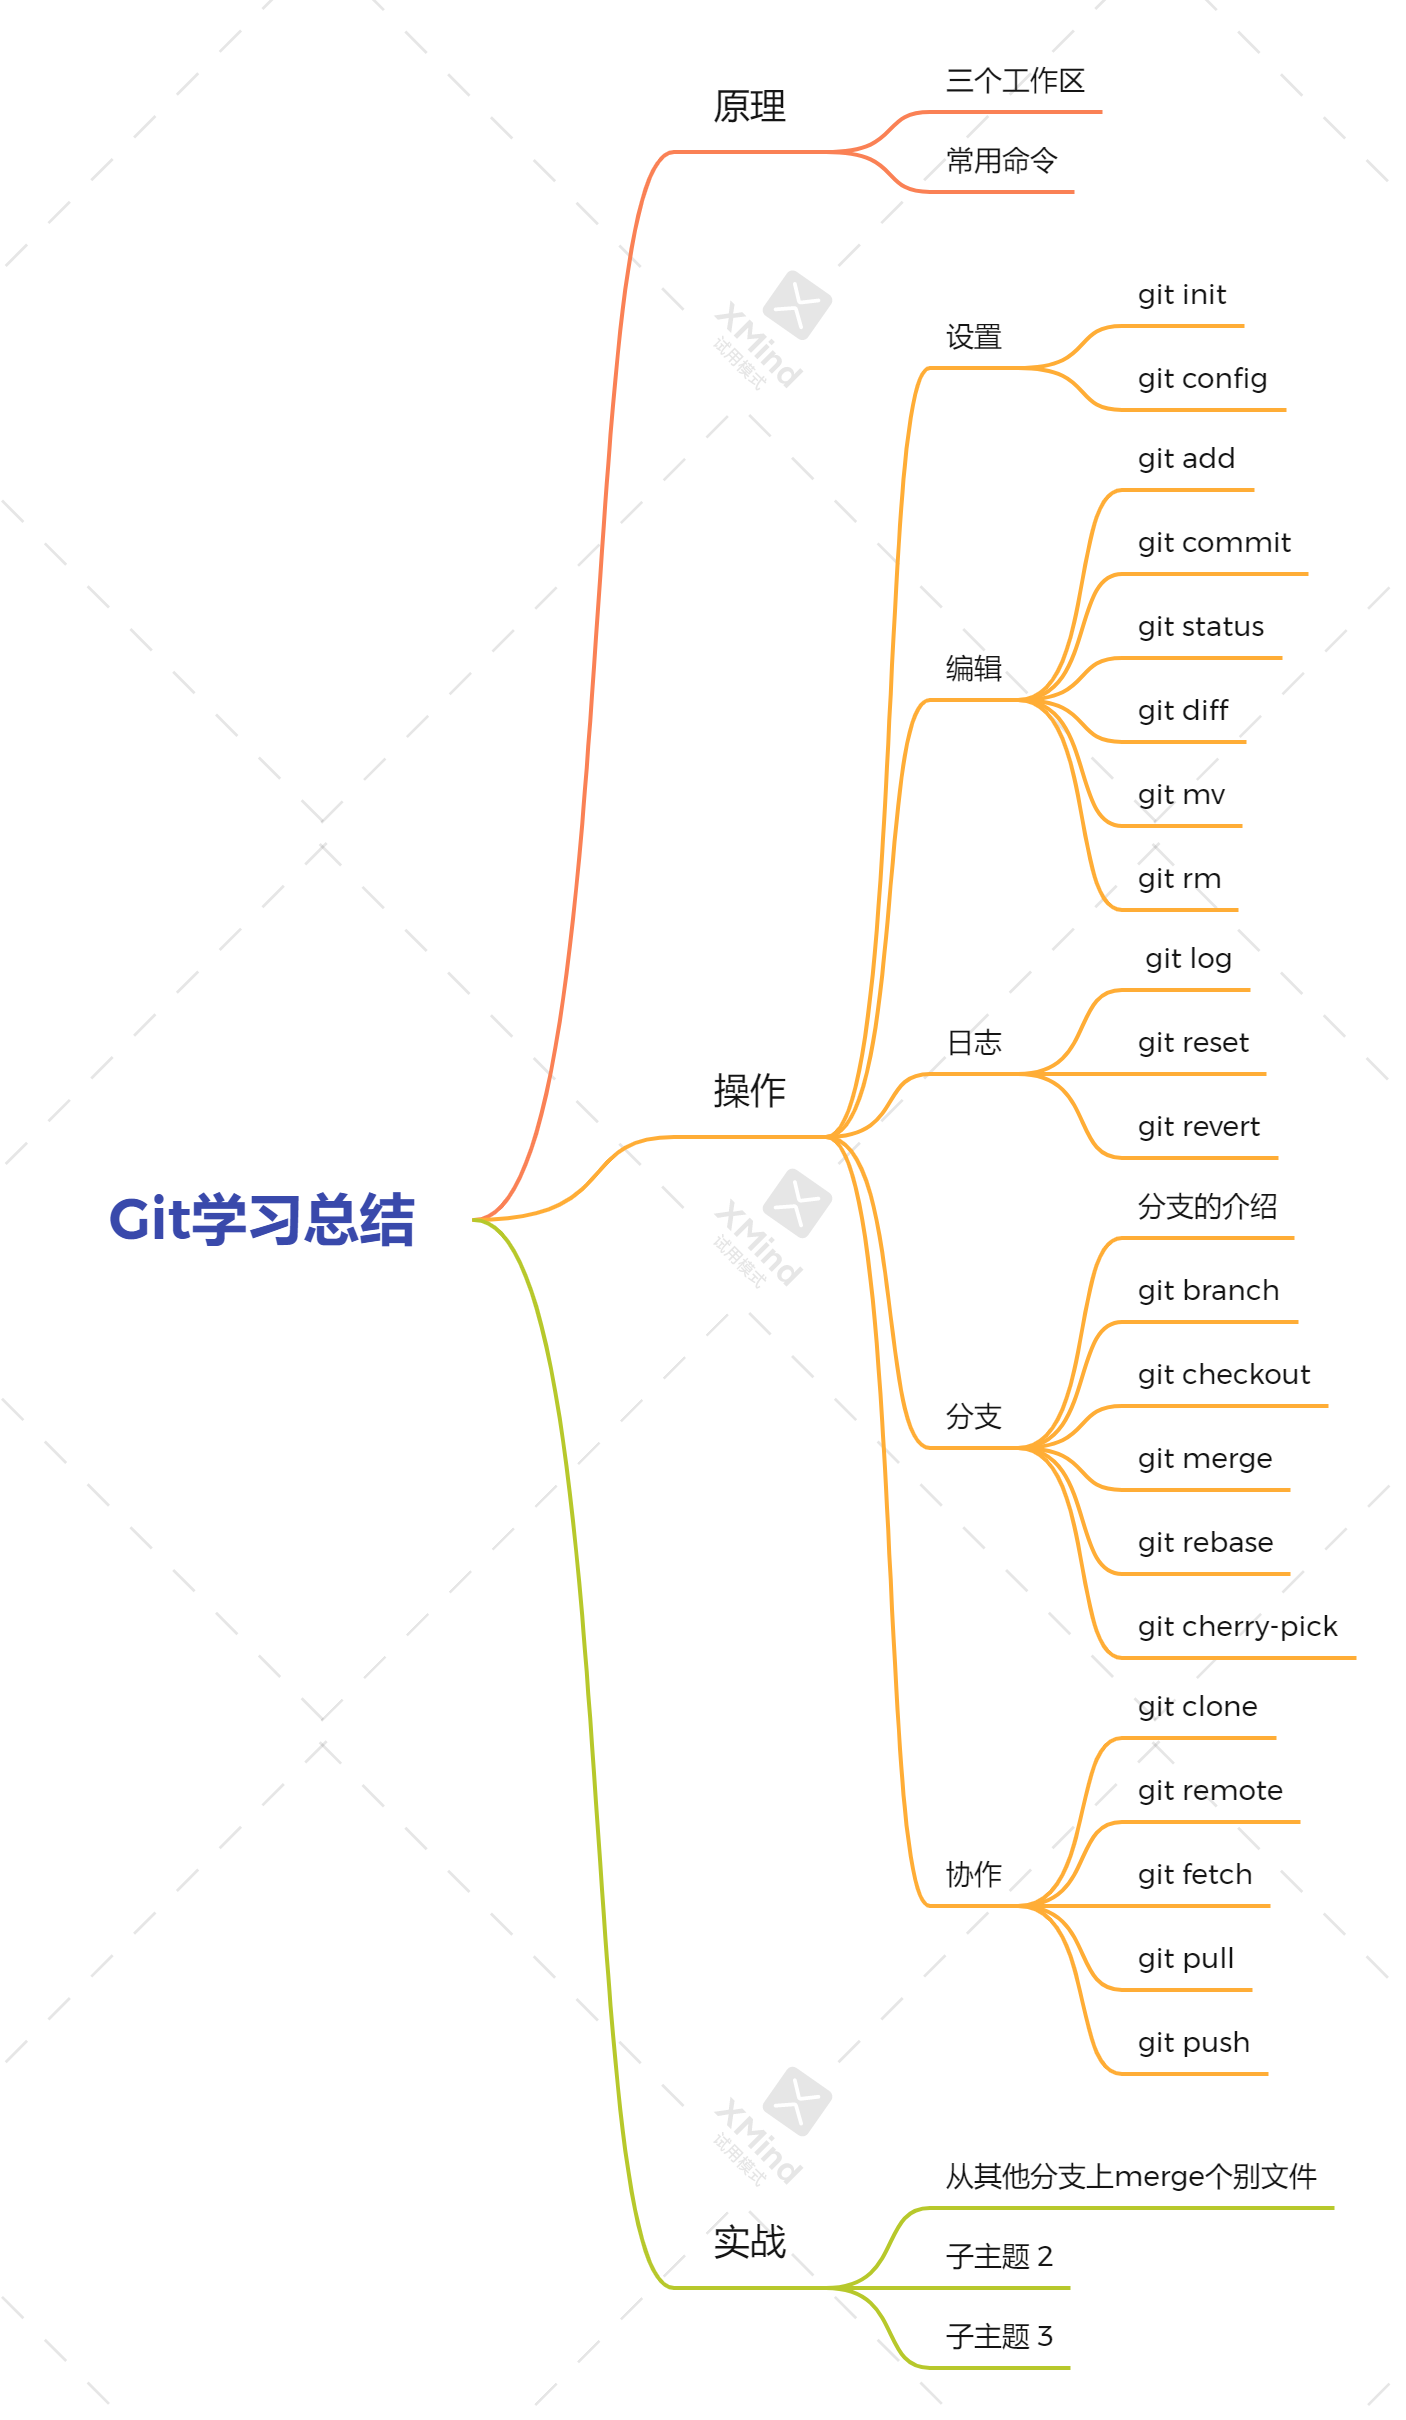 Git学习总结
原理
三个工作区
常用命令
操作
设置
git init
git config
编辑
git add
git commit
git status
git diff
git mv
git rm
日志
git log
git reset
git revert
分支
分支的介绍
git branch
git checkout
git merge
git rebase
git cherry-pick
协作
git clone
git remote
git fetch
git pull
git push
实战
从其他分支上merge个别文件
子主题 2
子主题 3
XMind
试用模式
XMind
试用模式
XMind
试用模式